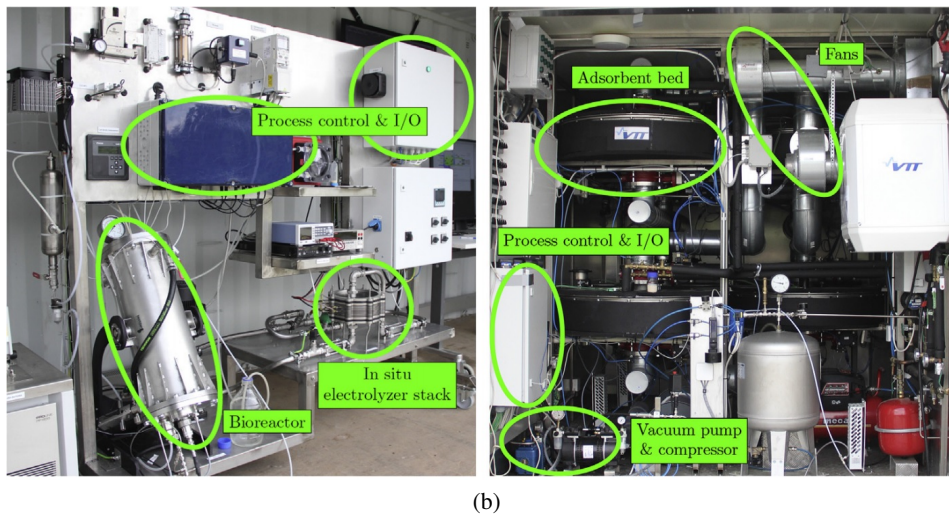 Process control & I/O
Bioreactor
In situ
electrolyzer stack
Adsorbent bed
Fans
VTT
VTT
Process control & I/O
Vacuum pump
& compressor
(b)